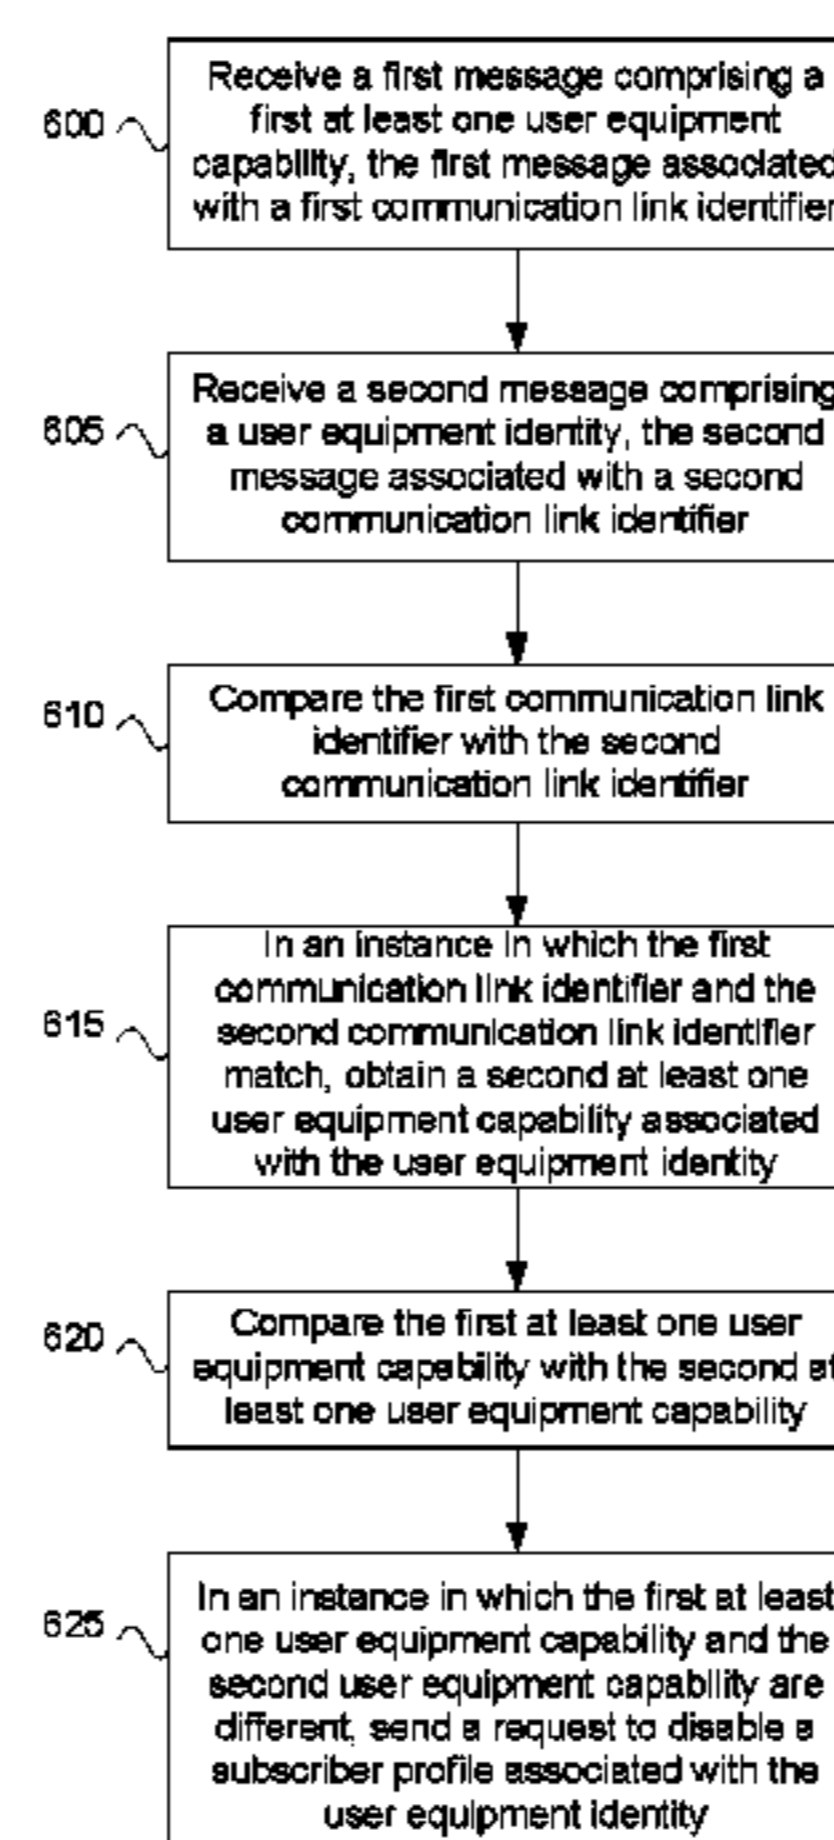 600
Receive a first message comprising a
first at least one user equipment
capability, the first message associated
with a first communication link identifier
605
Receive a second message comprising
a user equipment identity, the second
message associated with a second
communication link identifier
610
Compare the first communication link
identifier with the second
communication link identifier
615
In an instance in which the first
communication link identifier and the
second communication link identifier
match, obtain a second at least one
user equipment capability associated
with the user equipment identity
620
Compare the first at least one user
equipment capability with the second at
least one user equipment capability
625
In an instance in which the first at least
one user equipment capability and the
second user equipment capability are
different, send a request to disable a
subscriber profile associated with the
user equipment identity